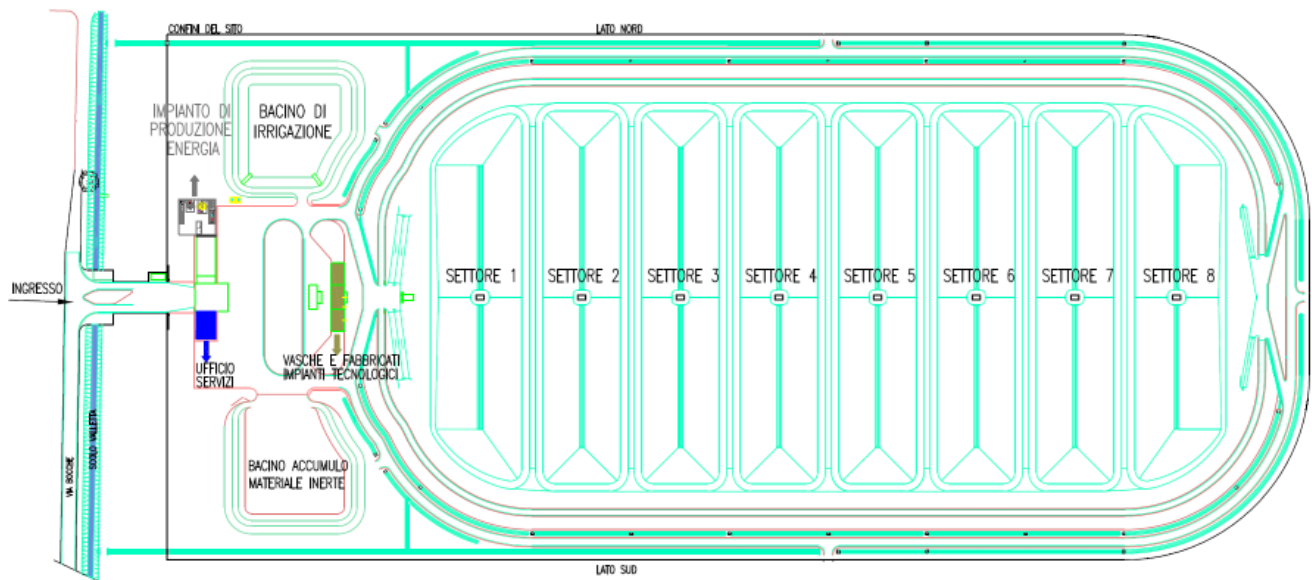 CONFINI DEL SITO
LATO NORD
IMPIANTO DI
PRODUZIONE
ENERGIA
BACINO DI
IRRIGAZIONE
INGRESSO
SETTORE 1
SETTORE 2
SETTORE 3
SETTORE 4
SETTORE 5
SETTORE 6
SETTORE 7
SETTORE 8
UFFICIO
SERVIZI
VASCHE E FABBRICATI
IMPIANTI TECNOLOGICI
VIA BOCCHE
SCOLO VALLETTA
BACINO ACCUMULO
MATERIALE INERTE
LATO SUD